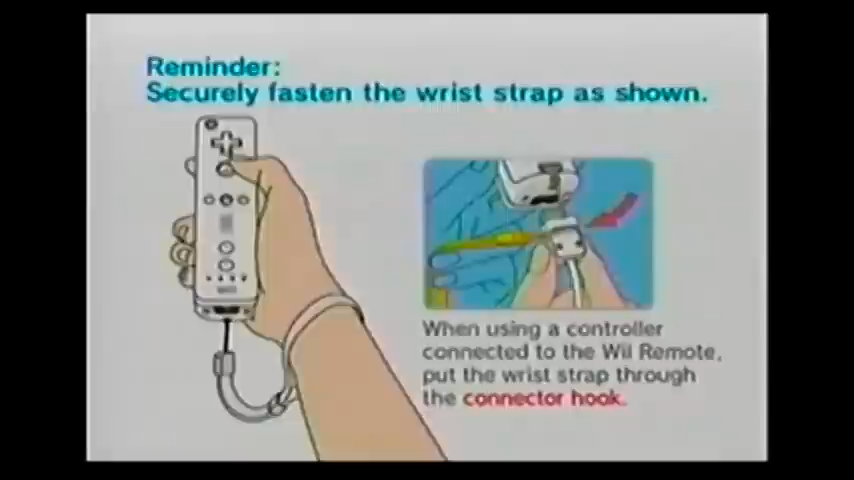 Reminder:
Securely fasten the wrist strap as shown.
When using a controller
connected to the Wii Remote,
put the wrist strap through
the connector hook.